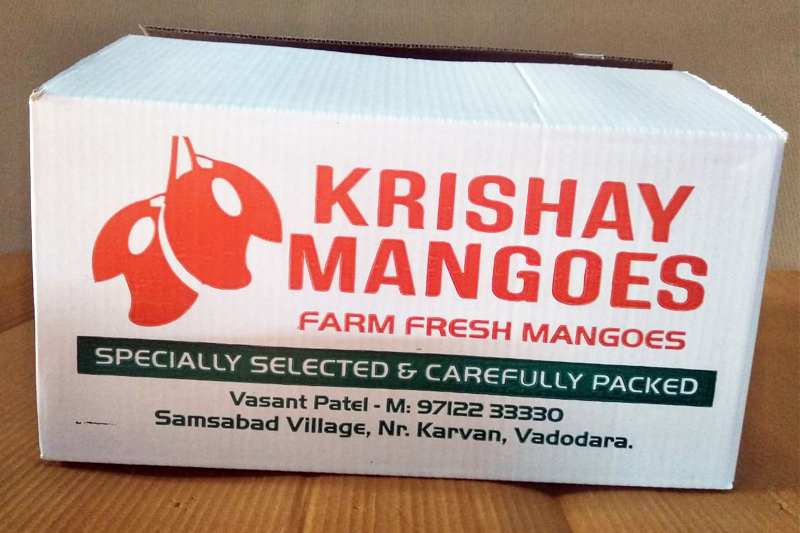 KRISHAY
MANGOES
FARM FRESH MANGOES
SPECIALLY SELECTED & CAREFULLY PACKED
Vasant Patel - M: 97122 33330
Samsabad Village, Nr. Karvan, Vadodara.